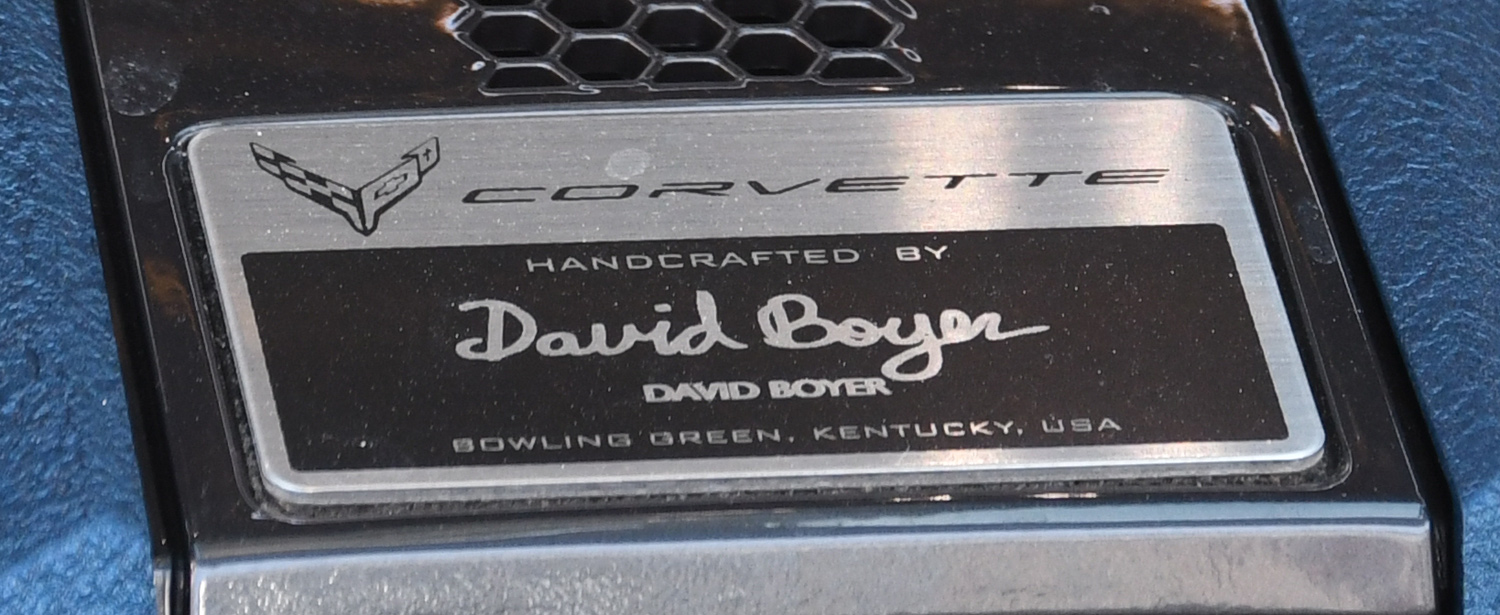 CORVETTE
HANDCRAFTED BY
David Boyer
DAVID BOYER
BOWLING GREEN, KENTUCKY, USA